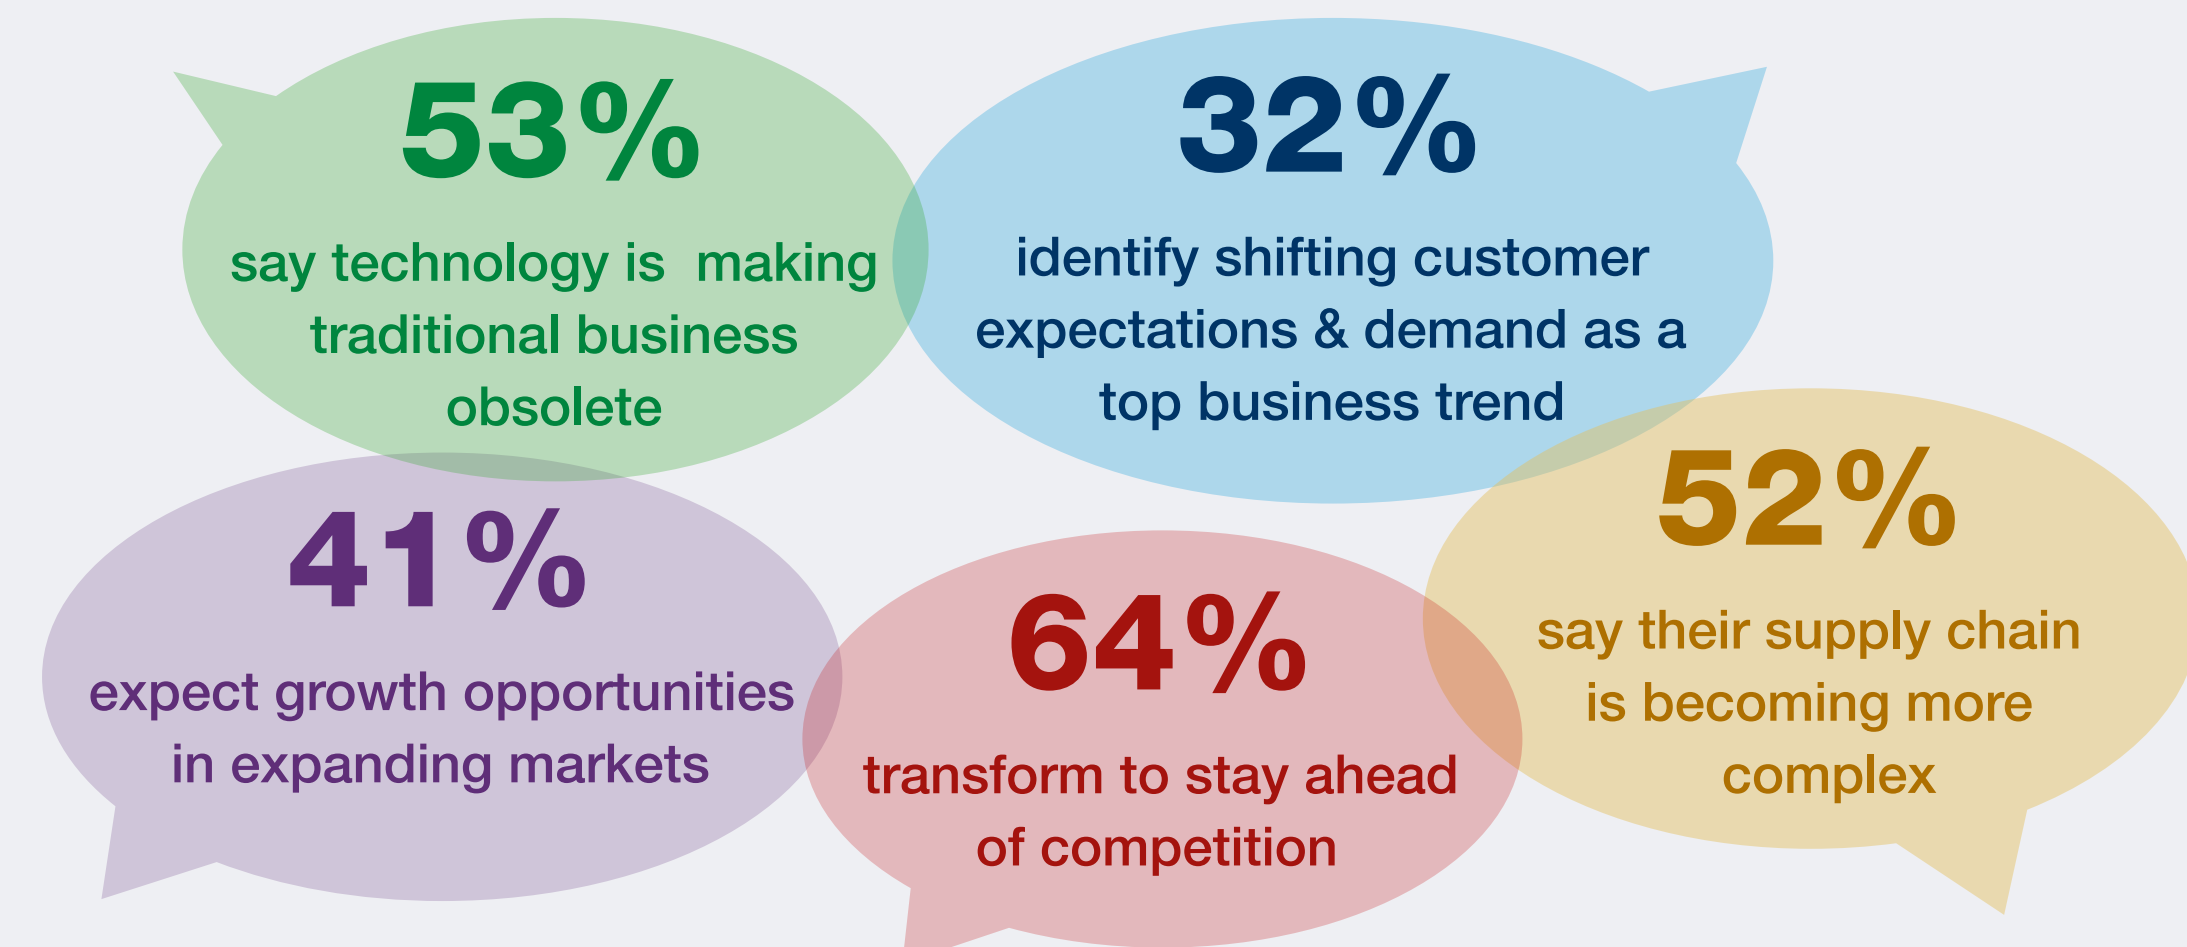 53%
say technology is  making
traditional business
obsolete
32%
identify shifting customer
expectations & demand as a
top business trend
41%
expect growth opportunities
in expanding markets
64%
transform to stay ahead
of competition
52%
say their supply chain
is becoming more
complex